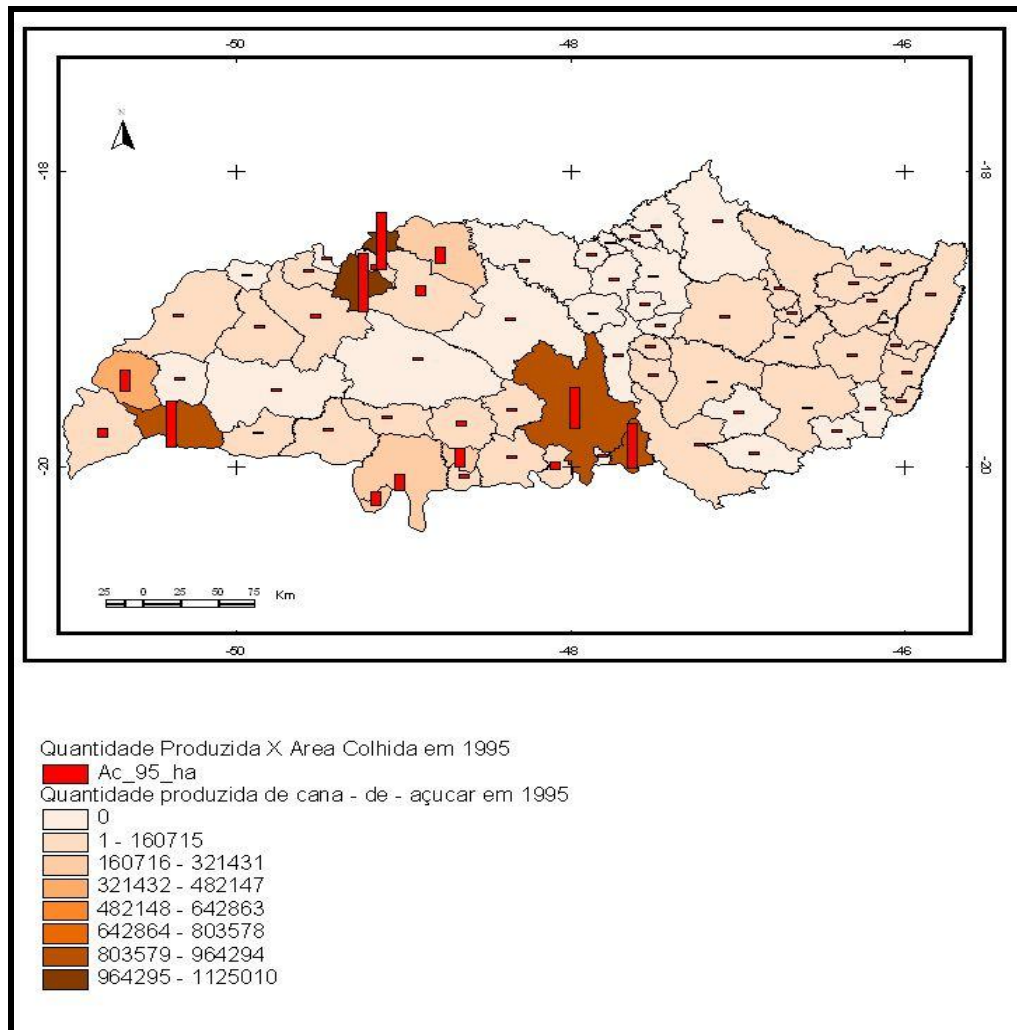 -50 -48 -46
N
-18 -18
-20 -20
25 0 25 50 75 Km
-50 -48 -46
Quantidade Produzida X Area Colhida em 1995
Ac_95_ha
Quantidade produzida de cana - de - açucar em 1995
0
1 - 160715
160716 - 321431
321432 - 482147
482148 - 642863
642864 - 803578
803579 - 964294
964295 - 1125010